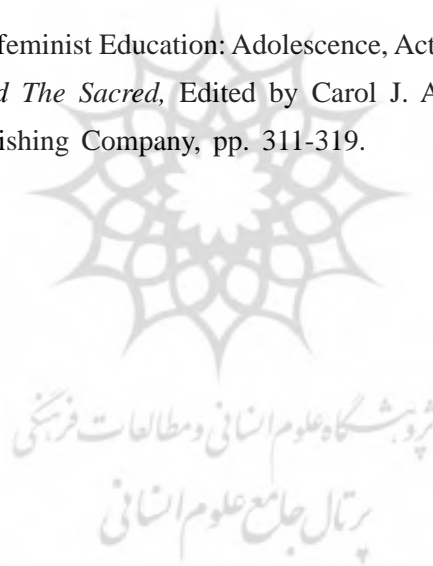 feminist Education: Adolescence, Act
d The Sacred, Edited by Carol J. A
ishing Company, pp. 311-319.
پژوهشگاه علوم انسانی و مطالعات فرهنگی
پرتال جامع علوم انسانی